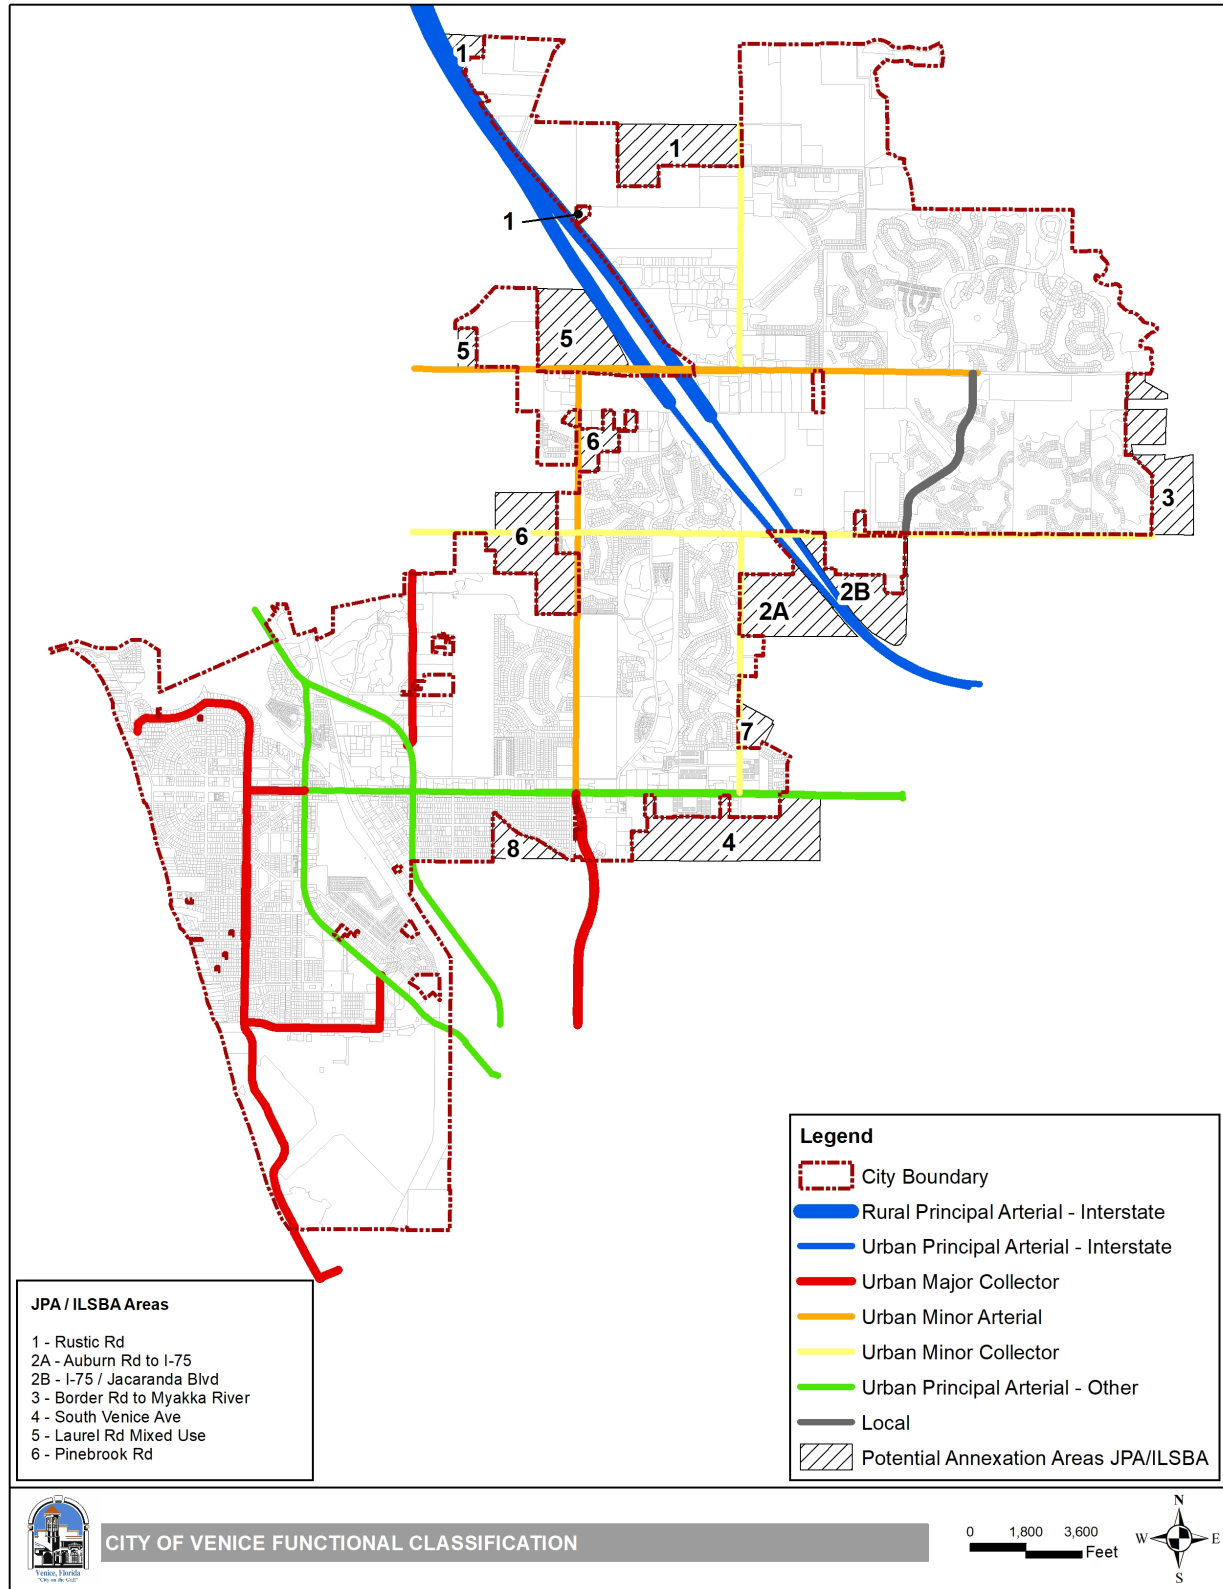 1
1
1
5
5
6
6
3
2B
2A
7
8
4
Legend
City Boundary
Rural Principal Arterial - Interstate
Urban Principal Arterial - Interstate
Urban Major Collector
Urban Minor Arterial
Urban Minor Collector
Urban Principal Arterial - Other
Local
Potential Annexation Areas JPA/ILSBA
JPA / ILSBA Areas
1 - Rustic Rd
2A - Auburn Rd to I-75
2B - I-75 / Jacaranda Blvd
3 - Border Rd to Myakka River
4 - South Venice Ave
5 - Laurel Rd Mixed Use
6 - Pinebrook Rd
Venice, Florida
"City on the Gulf"
CITY OF VENICE FUNCTIONAL CLASSIFICATION
0 1,800 3,600
Feet
N
W E
S